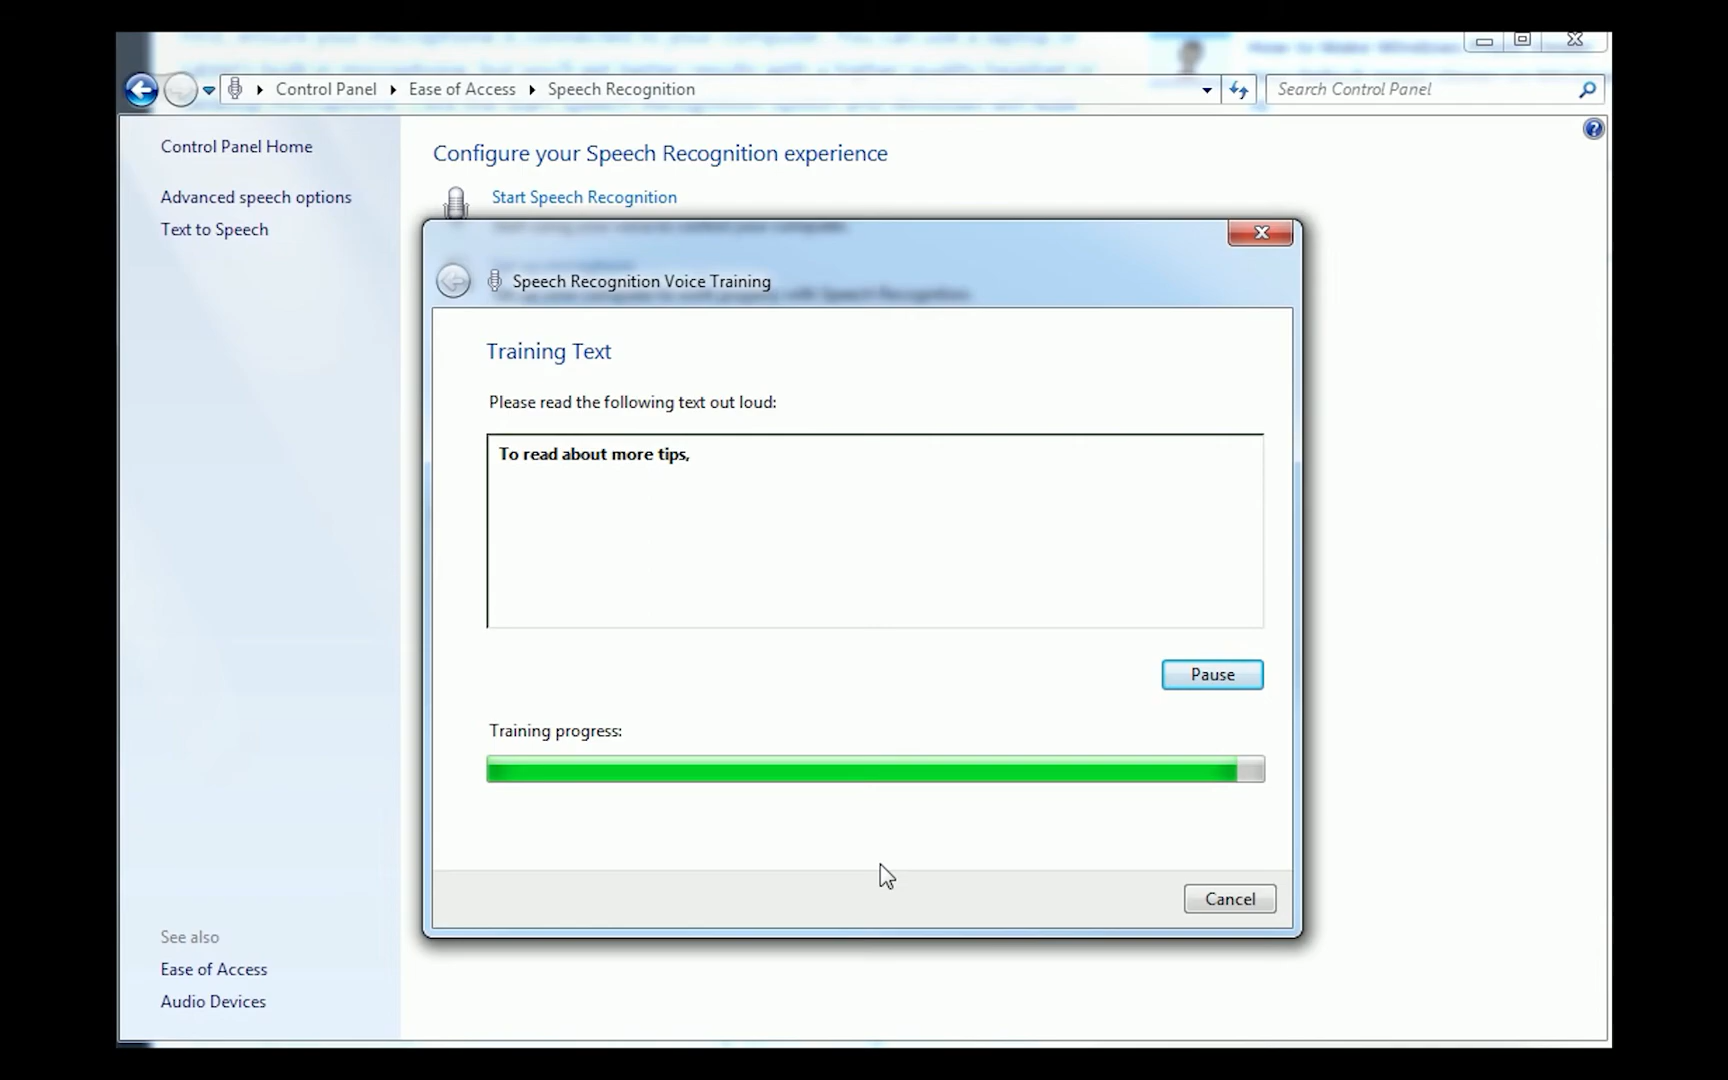 Control Panel Ease of Access Speech Recognition
Search Control Panel
Control Panel Home
Advanced speech options
Text to Speech
See also
Ease of Access
Audio Devices
Configure your Speech Recognition experience
Start Speech Recognition
Speech Recognition Voice Training
Training Text
Please read the following text out loud:
To read about more tips,
Pause
Training progress:
Cancel